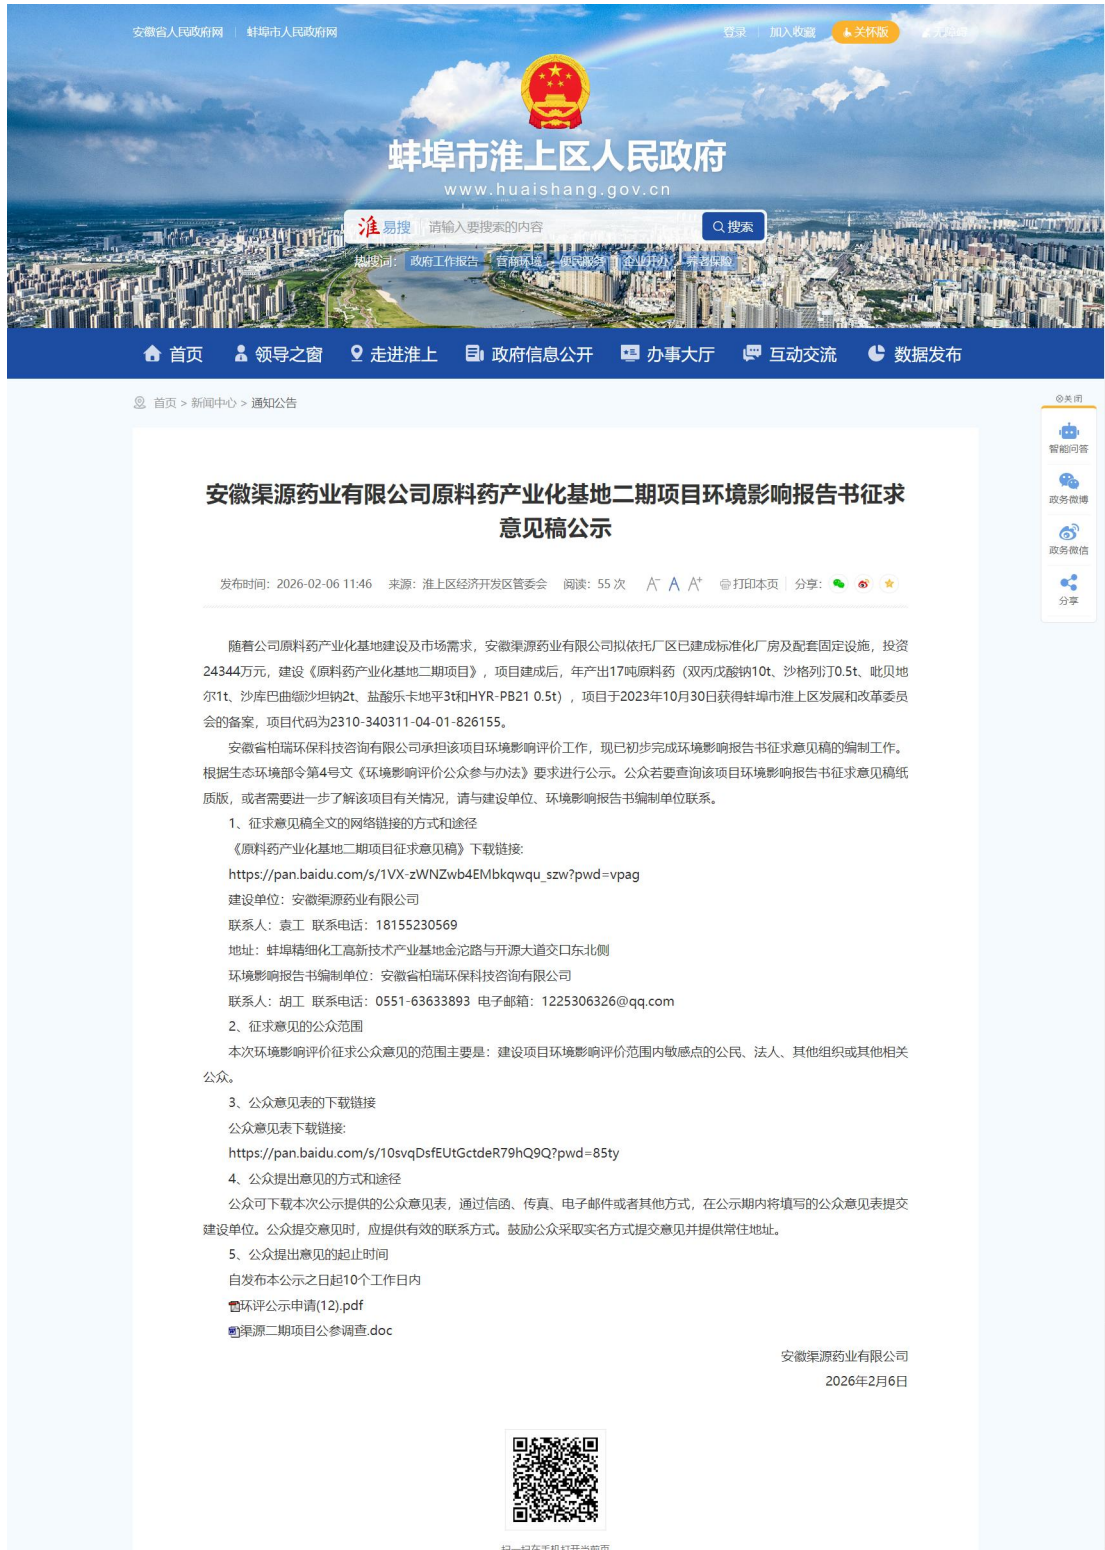 安徽省人民政府网 蚌埠市人民政府网
登录 加入收藏 关怀版
蚌埠市淮上区人民政府
www.huaishang.gov.cn
淮易搜 请输入要搜索的内容 搜索
热搜词: 政府工作报告 营商环境 便民服务 企业开办 养老保险
首页 领导之窗 走进淮上 政府信息公开 办事大厅 互动交流 数据发布
首页 > 新闻中心 > 通知公告
关闭
智能问答
政务微博
政务微信
分享
安徽渠源药业有限公司原料药产业化基地二期项目环境影响报告书征求
意见稿公示
发布时间：2026-02-06 11:46 来源：淮上区经济开发区管委会 阅读：55 次 A- A A+ 打印本页 分享：
随着公司原料药产业化基地建设及市场需求，安徽渠源药业有限公司拟依托厂区已建成标准化厂房及配套固定设施，投资
24344万元，建设《原料药产业化基地二期项目》，项目建成后，年产出17吨原料药（双丙戊酸钠10t、沙格列汀0.5t、吡贝地
尔1t、沙库巴曲缬沙坦钠2t、盐酸乐卡地平3t和HYR-PB21 0.5t），项目于2023年10月30日获得蚌埠市淮上区发展和改革委员
会的备案，项目代码为2310-340311-04-01-826155。
安徽省柏瑞环保科技咨询有限公司承担该项目环境影响评价工作，现已初步完成环境影响报告书征求意见稿的编制工作。
根据生态环境部令第4号文《环境影响评价公众参与办法》要求进行公示。公众若要查询该项目环境影响报告书征求意见稿纸
质版，或者需要进一步了解该项目有关情况，请与建设单位、环境影响报告书编制单位联系。
1、征求意见稿全文的网络链接的方式和途径
《原料药产业化基地二期项目征求意见稿》下载链接:
https://pan.baidu.com/s/1VX-zWNZwb4EMbkqwqu_szw?pwd=vpag
建设单位：安徽渠源药业有限公司
联系人：袁工 联系电话：18155230569
地址：蚌埠精细化工高新技术产业基地金沱路与开源大道交口东北侧
环境影响报告书编制单位：安徽省柏瑞环保科技咨询有限公司
联系人：胡工 联系电话：0551-63633893 电子邮箱：1225306326@qq.com
2、征求意见的公众范围
本次环境影响评价征求公众意见的范围主要是：建设项目环境影响评价范围内敏感点的公民、法人、其他组织或其他相关
公众。
3、公众意见表的下载链接
公众意见表下载链接:
https://pan.baidu.com/s/10svqDsfEUtGctdeR79hQ9Q?pwd=85ty
4、公众提出意见的方式和途径
公众可下载本次公示提供的公众意见表，通过信函、传真、电子邮件或者其他方式，在公示期内将填写的公众意见表提交
建设单位。公众提交意见时，应提供有效的联系方式。鼓励公众采取实名方式提交意见并提供常住地址。
5、公众提出意见的起止时间
自发布本公示之日起10个工作日内
环评公示申请(12).pdf
渠源二期项目公参调查.doc
安徽渠源药业有限公司
2026年2月6日